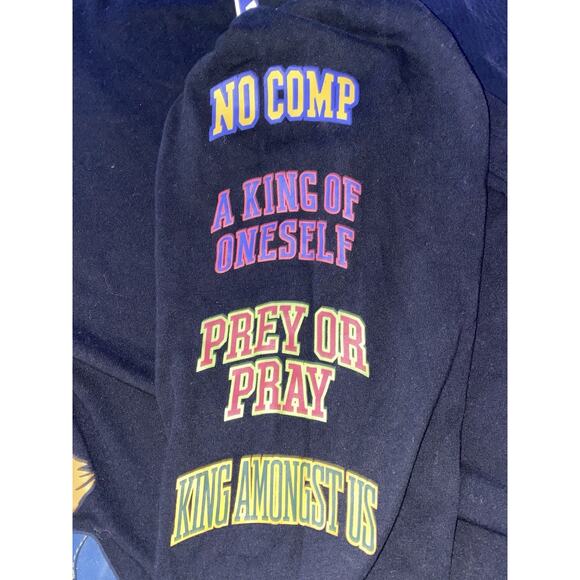 NO COMP
A KING OF
ONESELF
PREY OR
PRAY
KING AMONGST US